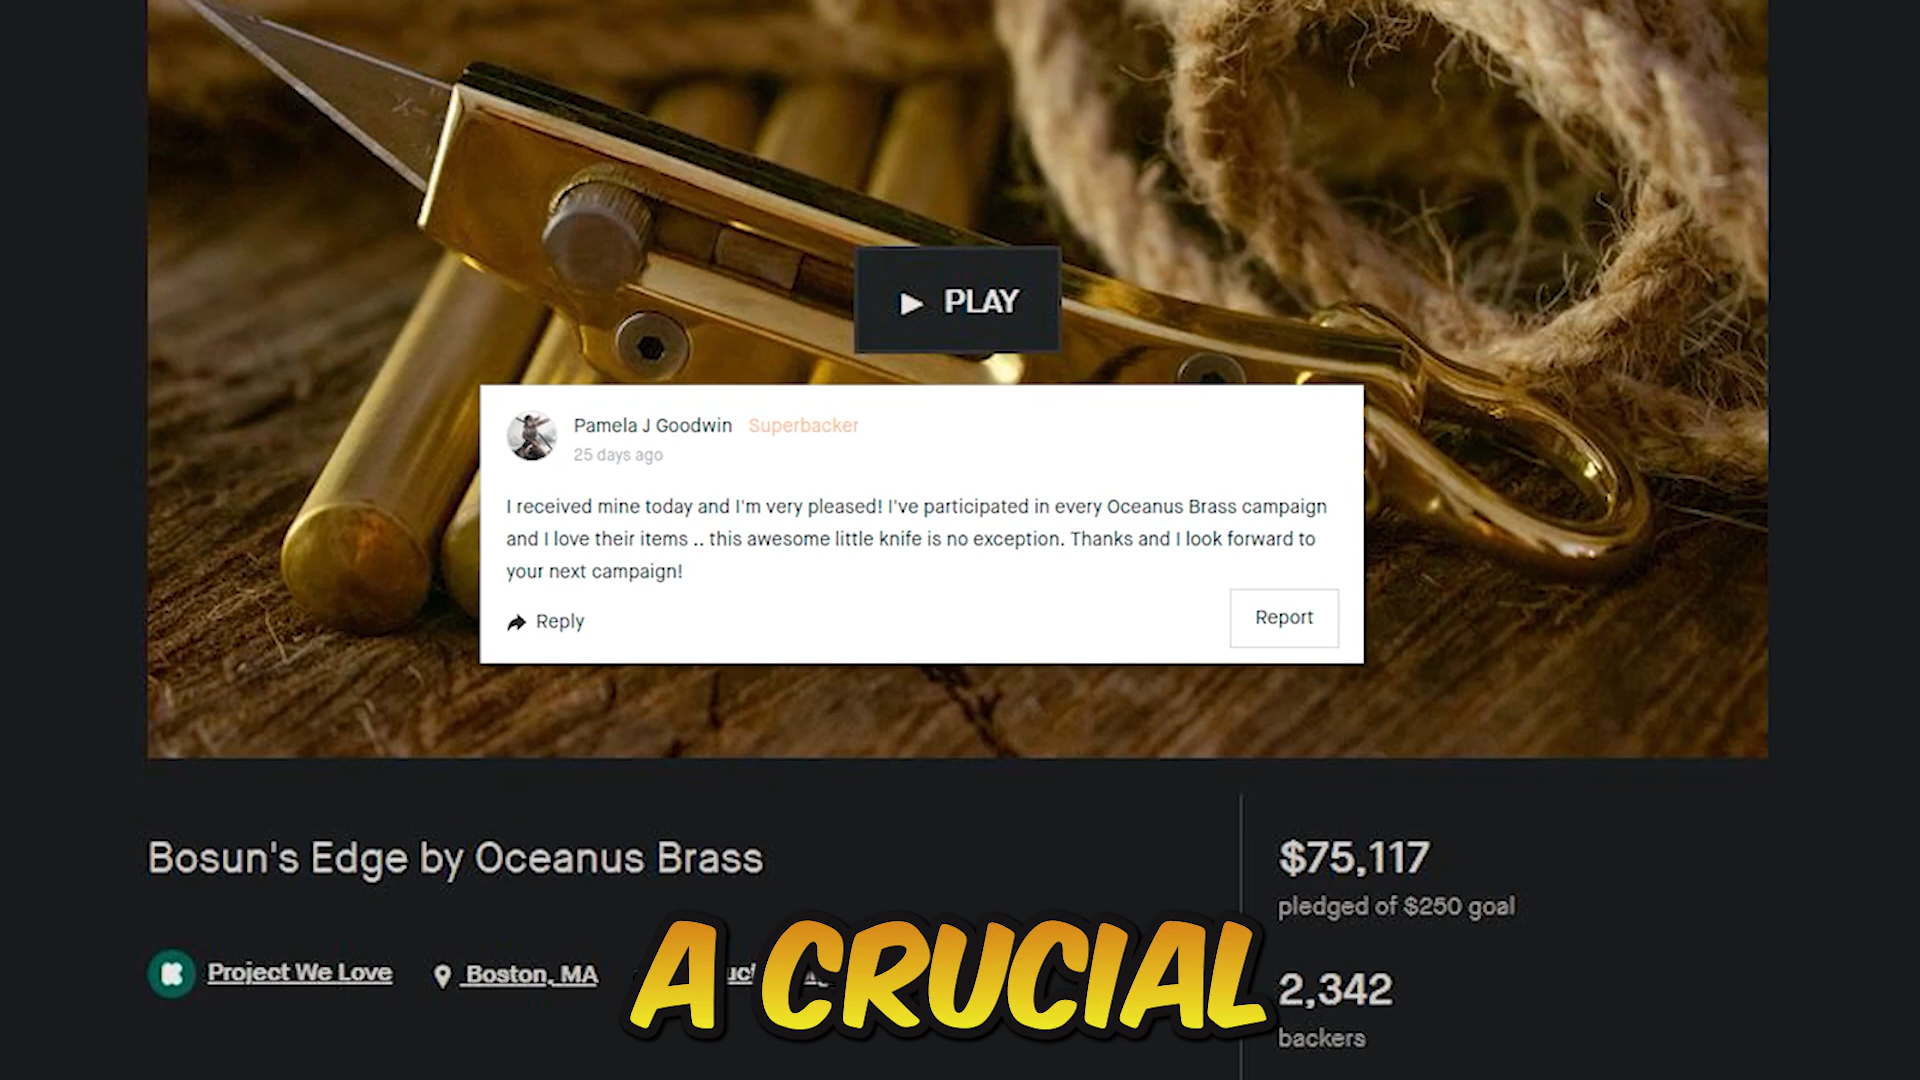 PLAY
Pamela J Goodwin Superbacker
25 days ago
I received mine today and I'm very pleased! I've participated in every Oceanus Brass campaign
and I love their items .. this awesome little knife is no exception. Thanks and I look forward to
your next campaign!
Reply
Report
Bosun's Edge by Oceanus Brass
$75,117
pledged of $250 goal
Project We Love
Boston, MA
A CRUCIAL
2,342
backers